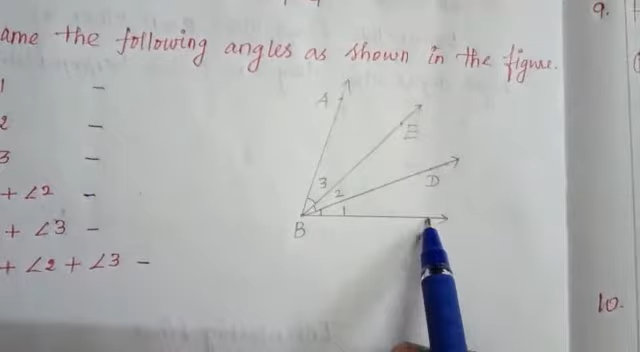 ame the following angles as shown in the figure.
9.
1 -
2 -
3 -
+ ∠2 -
+ ∠3 -
+ ∠2 + ∠3 -
A
E
D
3
2
1
B
10.